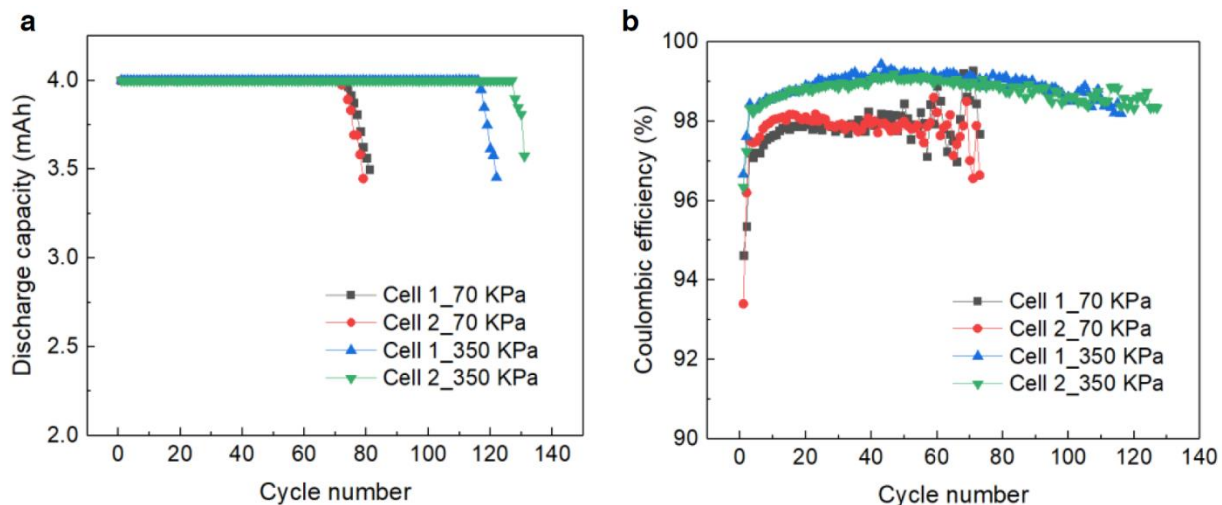 a
Discharge capacity (mAh)
4.0
3.5
3.0
2.5
2.0
0 20 40 60 80 100 120 140
Cycle number
Cell 1_70 KPa
Cell 2_70 KPa
Cell 1_350 KPa
Cell 2_350 KPa
b
Coulombic efficiency (%)
100
98
96
94
92
90
0 20 40 60 80 100 120 140
Cycle number
Cell 1_70 KPa
Cell 2_70 KPa
Cell 1_350 KPa
Cell 2_350 KPa